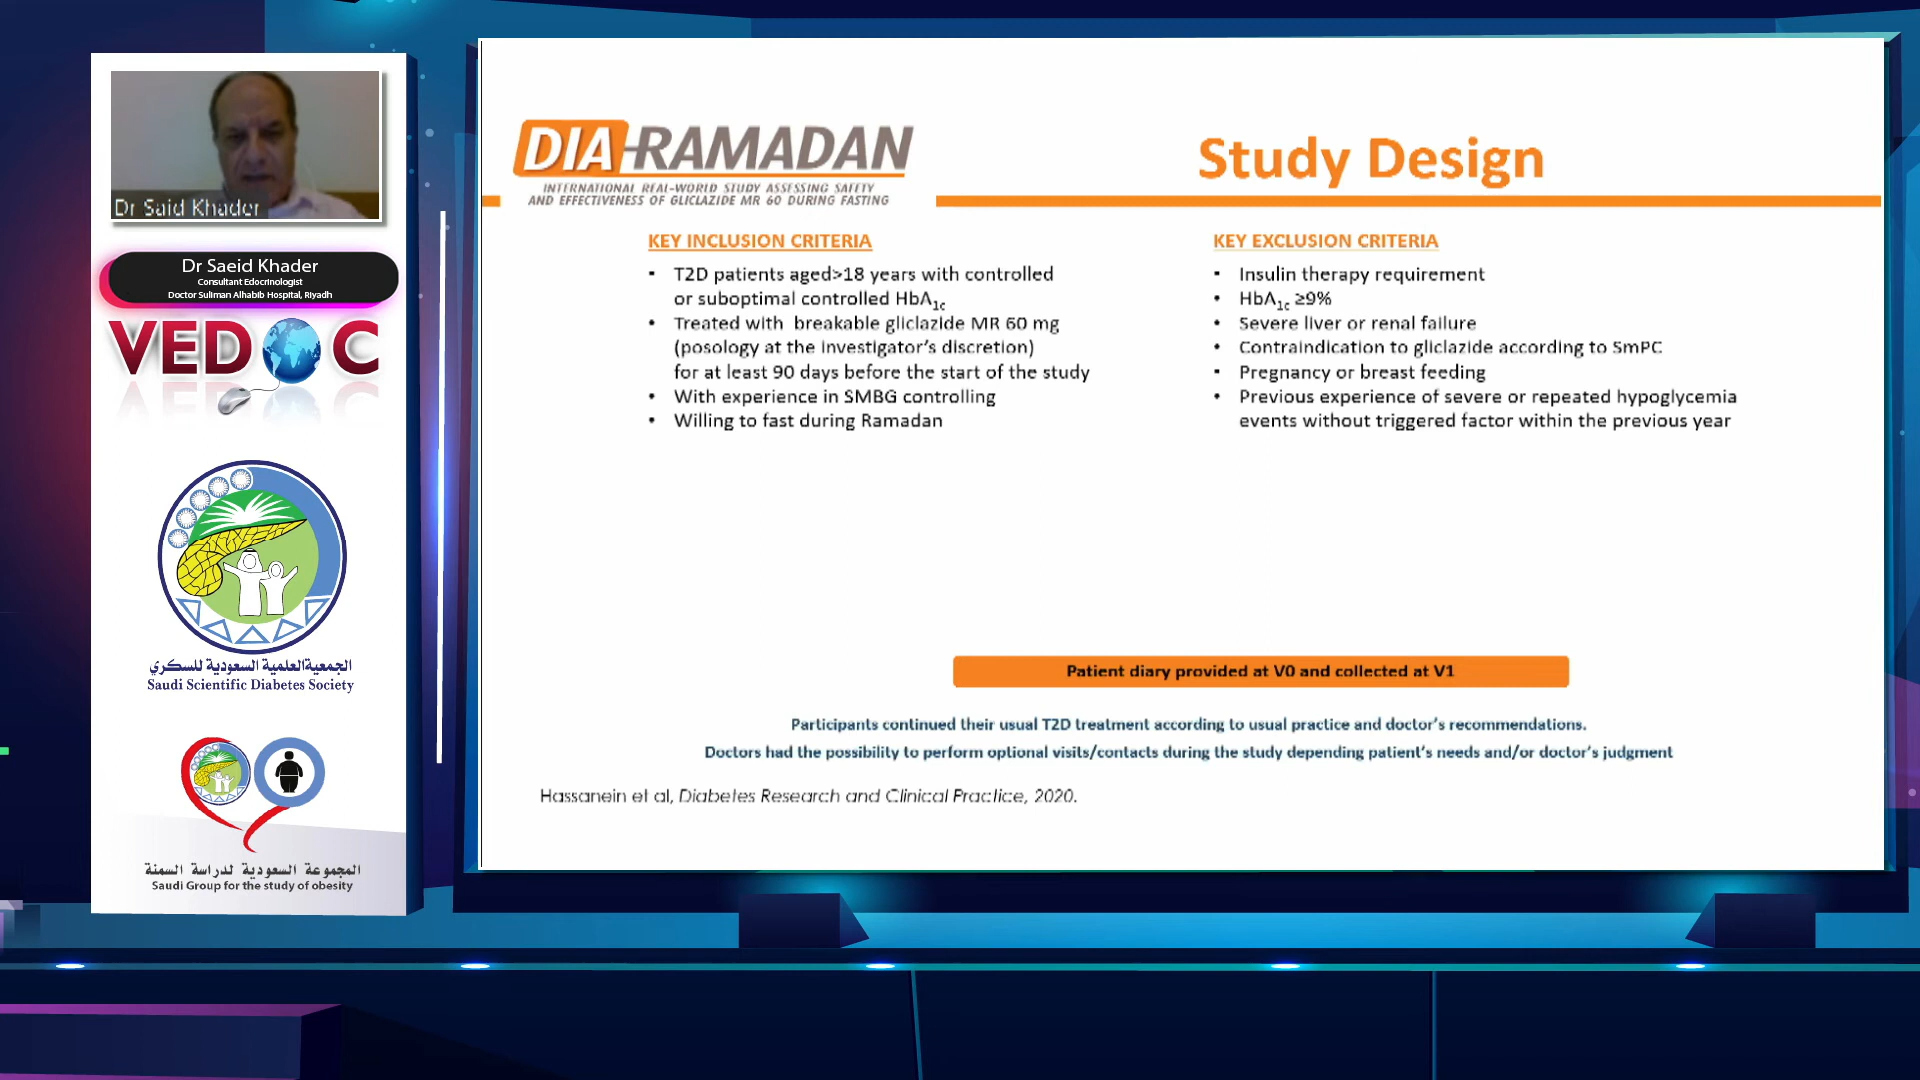 Dr Said Khader
Dr Saeid Khader
Consultant Edocrinologist
Doctor Suliman Alhabib Hospital, Riyadh
VEDOC
الجمعية العلمية السعودية للسكري
Saudi Scientific Diabetes Society
المجموعة السعودية لدراسة السمنة
Saudi Group for the study of obesity
DIA-RAMADAN
INTERNATIONAL REAL-WORLD STUDY ASSESSING SAFETY
AND EFFECTIVENESS OF GLICLAZIDE MR 60 DURING FASTING
Study Design
KEY INCLUSION CRITERIA
• T2D patients aged>18 years with controlled
or suboptimal controlled HbA1c
• Treated with breakable gliclazide MR 60 mg
(posology at the investigator's discretion)
for at least 90 days before the start of the study
• With experience in SMBG controlling
• Willing to fast during Ramadan
KEY EXCLUSION CRITERIA
• Insulin therapy requirement
• HbA1c ≥9%
• Severe liver or renal failure
• Contraindication to gliclazide according to SmPC
• Pregnancy or breast feeding
• Previous experience of severe or repeated hypoglycemia
events without triggered factor within the previous year
Patient diary provided at V0 and collected at V1
Participants continued their usual T2D treatment according to usual practice and doctor's recommendations.
Doctors had the possibility to perform optional visits/contacts during the study depending patient's needs and/or doctor's judgment
Hassanein et al, Diabetes Research and Clinical Practice, 2020.